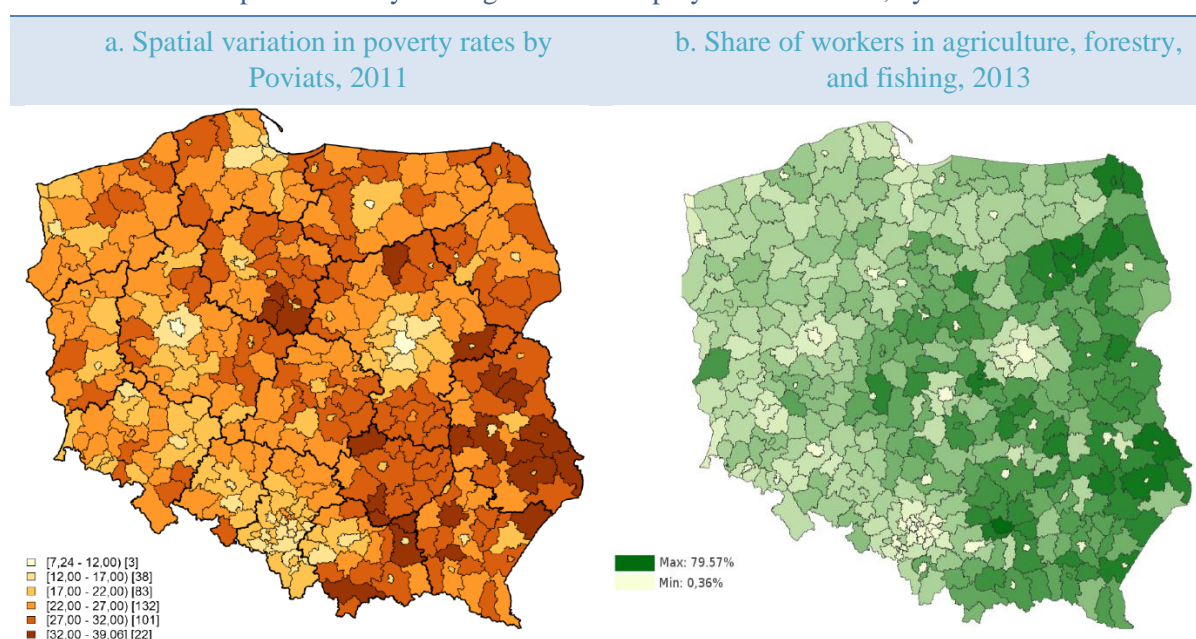 a. Spatial variation in poverty rates by
Poviats, 2011
b. Share of workers in agriculture, forestry,
and fishing, 2013
[7,24 - 12,00) [3]
[12,00 - 17,00) [38]
[17,00 - 22,00) [83]
[22,00 - 27,00) [132]
[27,00 - 32,00) [101]
[32,00 - 39,06] [22]
Max: 79.57%
Min: 0,36%